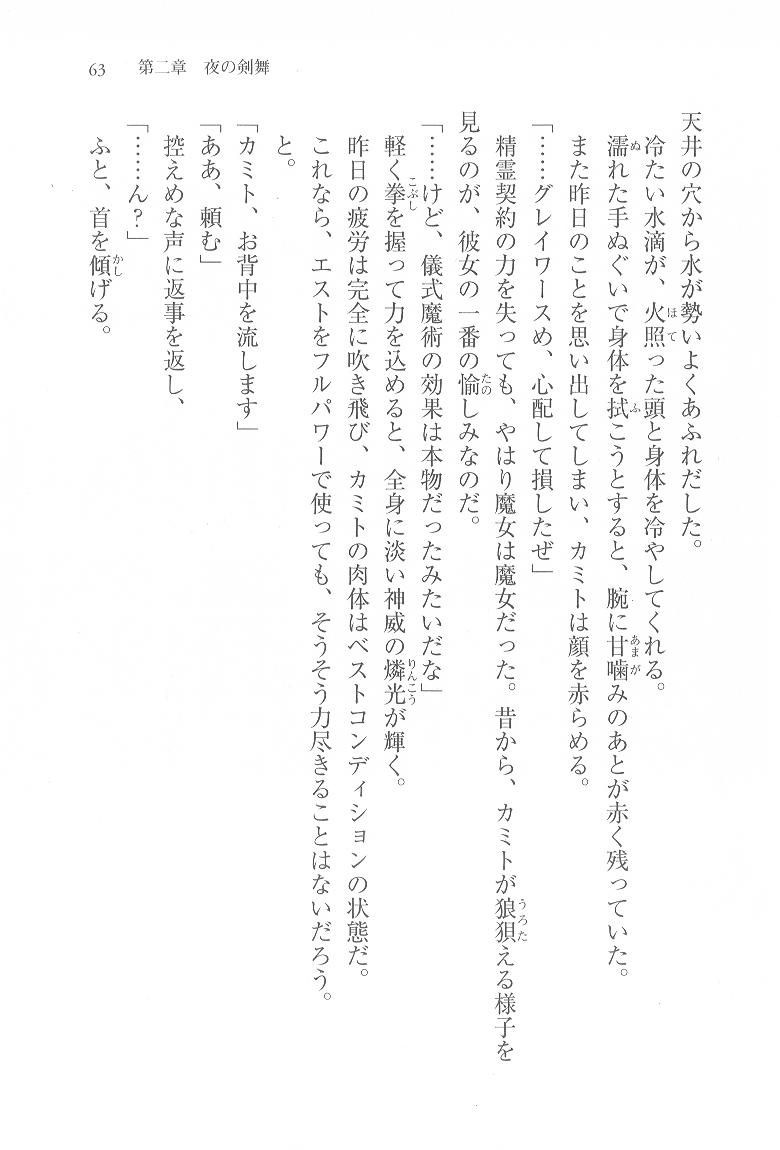 63　第二章　夜の剣舞
天井の穴から水が勢いよくあふれだした。
冷たい水滴が、火照った頭と身体を冷やしてくれる。
濡れた手ぬぐいで身体を拭こうとすると、腕に甘噛みのあとが赤く残っていた。
また昨日のことを思い出してしまい、カミトは顔を赤らめる。
「……グレイワースめ、心配して損したぜ」
精霊契約の力を失っても、やはり魔女は魔女だった。昔から、カミトが狼狽える様子を
見るのが、彼女の一番の愉しみなのだ。
「……けど、儀式魔術の効果は本物だったみたいだな」
軽く拳を握って力を込めると、全身に淡い神威の燐光が輝く。
昨日の疲労は完全に吹き飛び、カミトの肉体はベストコンディションの状態だ。
これなら、エストをフルパワーで使っても、そうそう力尽きることはないだろう。
と。
「カミト、お背中を流します」
「ああ、頼む」
控えめな声に返事を返し、
「……ん？」
ふと、首を傾げる。